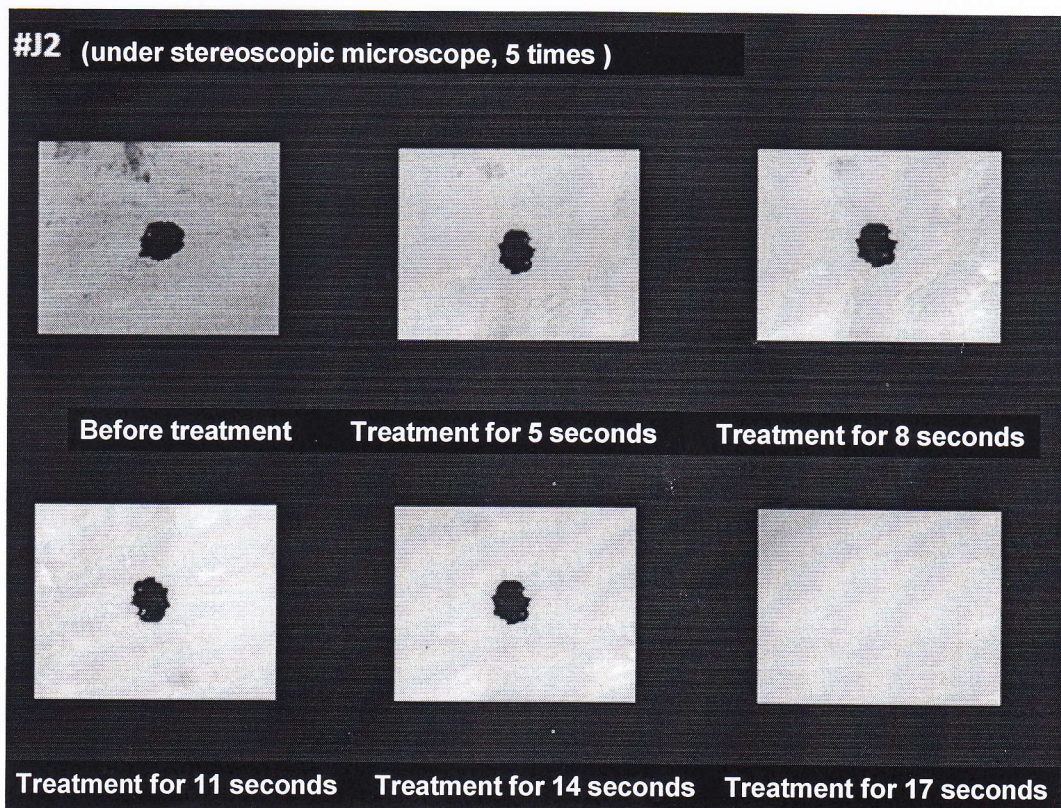 #J2 (under stereoscopic microscope, 5 times )
Before treatment
Treatment for 5 seconds
Treatment for 8 seconds
Treatment for 11 seconds
Treatment for 14 seconds
Treatment for 17 seconds